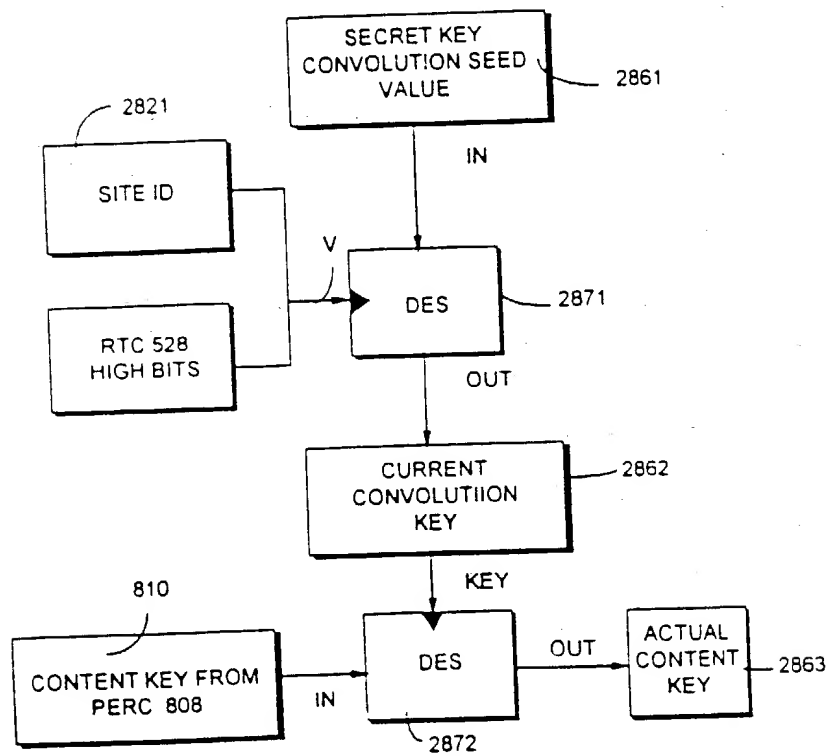 SECRET KEY
CONVOLUTION SEED
VALUE
2861
2821
IN
SITE ID
V
DES
2871
RTC 528
HIGH BITS
OUT
CURRENT
CONVOLUTIION
KEY
2862
KEY
810
CONTENT KEY FROM
PERC 808
IN
DES
OUT
ACTUAL
CONTENT
KEY
2863
2872